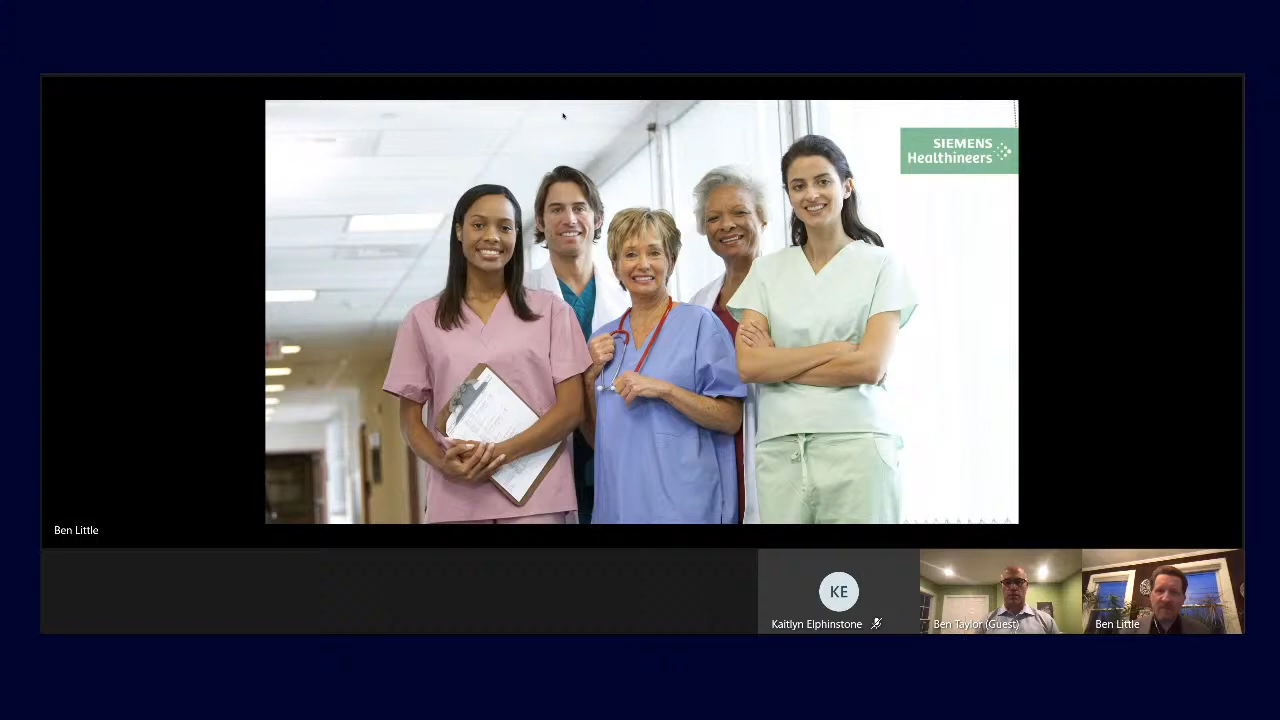 SIEMENS
Healthineers
Ben Little
KE
Kaitlyn Elphinstone
Ben Taylor (Guest)
Ben Little